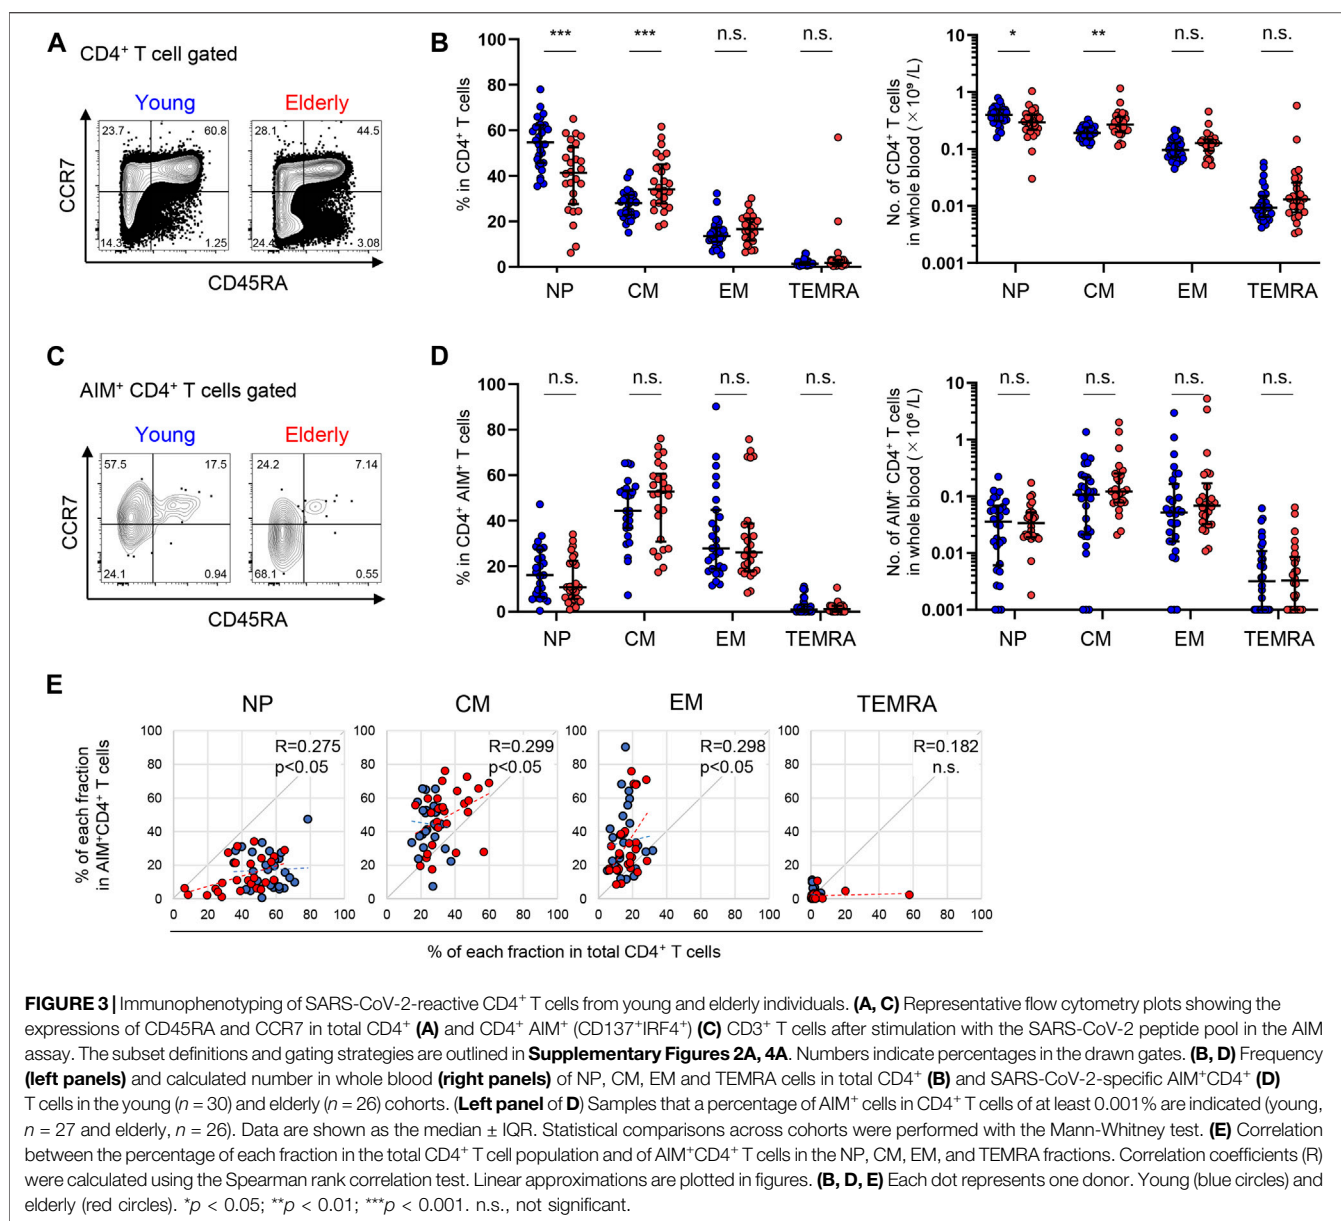 A
CD4⁺ T cell gated
Young
Elderly
23.7
60.8
14.3
1.25
28.1
44.5
24.4
3.08
CCR7
CD45RA
B
% in CD4⁺ T cells
100
80
60
40
20
0
***
***
n.s.
n.s.
NP
CM
EM
TEMRA
No. of CD4⁺ T cells
in whole blood (×10⁹/L)
10
1
0.1
0.01
0.001
*
**
n.s.
n.s.
NP
CM
EM
TEMRA
C
AIM⁺ CD4⁺ T cells gated
Young
Elderly
57.5
17.5
24.1
0.94
24.2
7.14
68.1
0.55
CCR7
CD45RA
D
% in CD4⁺ AIM⁺ T cells
100
80
60
40
20
0
n.s.
n.s.
n.s.
n.s.
NP
CM
EM
TEMRA
No. of AIM⁺ CD4⁺ T cells
in whole blood (×10⁶/L)
10
1
0.1
0.01
0.001
n.s.
n.s.
n.s.
n.s.
NP
CM
EM
TEMRA
E
% of each fraction
in AIM⁺CD4⁺ T cells
NP
R=0.275
p<0.05
100
80
60
40
20
0
0 20 40 60 80 100
CM
R=0.299
p<0.05
100
80
60
40
20
0
0 20 40 60 80 100
EM
R=0.298
p<0.05
100
80
60
40
20
0
0 20 40 60 80 100
TEMRA
R=0.182
n.s.
100
80
60
40
20
0
0 20 40 60 80 100
% of each fraction in total CD4⁺ T cells
FIGURE 3 | Immunophenotyping of SARS-CoV-2-reactive CD4⁺ T cells from young and elderly individuals. (A, C) Representative flow cytometry plots showing the
expressions of CD45RA and CCR7 in total CD4⁺ (A) and CD4⁺ AIM⁺ (CD137⁺IRF4⁺) (C) CD3⁺ T cells after stimulation with the SARS-CoV-2 peptide pool in the AIM
assay. The subset definitions and gating strategies are outlined in Supplementary Figures 2A, 4A. Numbers indicate percentages in the drawn gates. (B, D) Frequency
(left panels) and calculated number in whole blood (right panels) of NP, CM, EM and TEMRA cells in total CD4⁺ (B) and SARS-CoV-2-specific AIM⁺CD4⁺ (D)
T cells in the young (n = 30) and elderly (n = 26) cohorts. (Left panel of D) Samples that a percentage of AIM⁺ cells in CD4⁺ T cells of at least 0.001% are indicated (young,
n = 27 and elderly, n = 26). Data are shown as the median ± IQR. Statistical comparisons across cohorts were performed with the Mann-Whitney test. (E) Correlation
between the percentage of each fraction in the total CD4⁺ T cell population and of AIM⁺CD4⁺ T cells in the NP, CM, EM, and TEMRA fractions. Correlation coefficients (R)
were calculated using the Spearman rank correlation test. Linear approximations are plotted in figures. (B, D, E) Each dot represents one donor. Young (blue circles) and
elderly (red circles). *p < 0.05; **p < 0.01; ***p < 0.001. n.s., not significant.